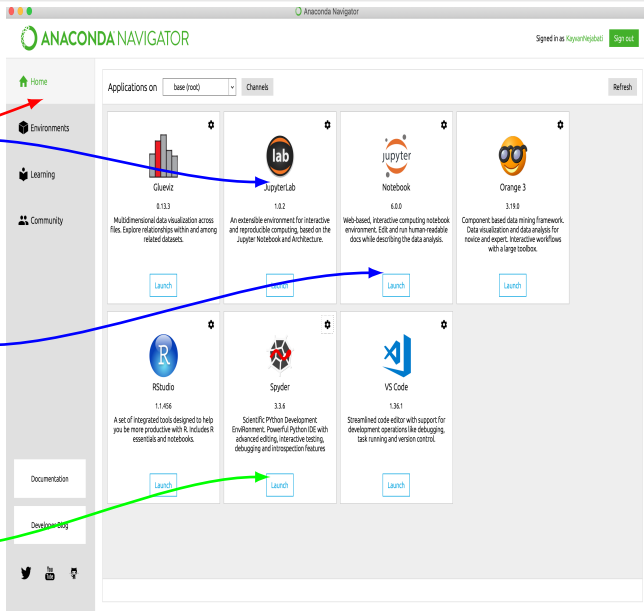 Anaconda Navigator
ANACONDA NAVIGATOR
Signed in as KayvanNejabati
Sign out
Home
Environments
Learning
Community
Documentation
Developer Blog
You
Tube
Applications on
base (root)
Channels
Refresh
Glueviz
0.13.3
Multidimensional data visualization across
files. Explore relationships within and among
related datasets.
Launch
lab
JupyterLab
1.0.2
An extensible environment for interactive
and reproducible computing, based on the
Jupyter Notebook and Architecture.
Launch
jupyter
Notebook
6.0.0
Web-based, interactive computing notebook
environment. Edit and run human-readable
docs while describing the data analysis.
Launch
Orange 3
3.19.0
Component based data mining framework.
Data visualization and data analysis for
novice and expert. Interactive workflows
with a large toolbox.
Launch
R
RStudio
1.1.456
A set of integrated tools designed to help
you be more productive with R. Includes R
essentials and notebooks.
Launch
Spyder
3.3.6
Scientific PYthon Development
EnviRonment. Powerful Python IDE with
advanced editing, interactive testing,
debugging and introspection features
Launch
VS Code
1.36.1
Streamlined code editor with support for
development operations like debugging,
task running and version control.
Launch